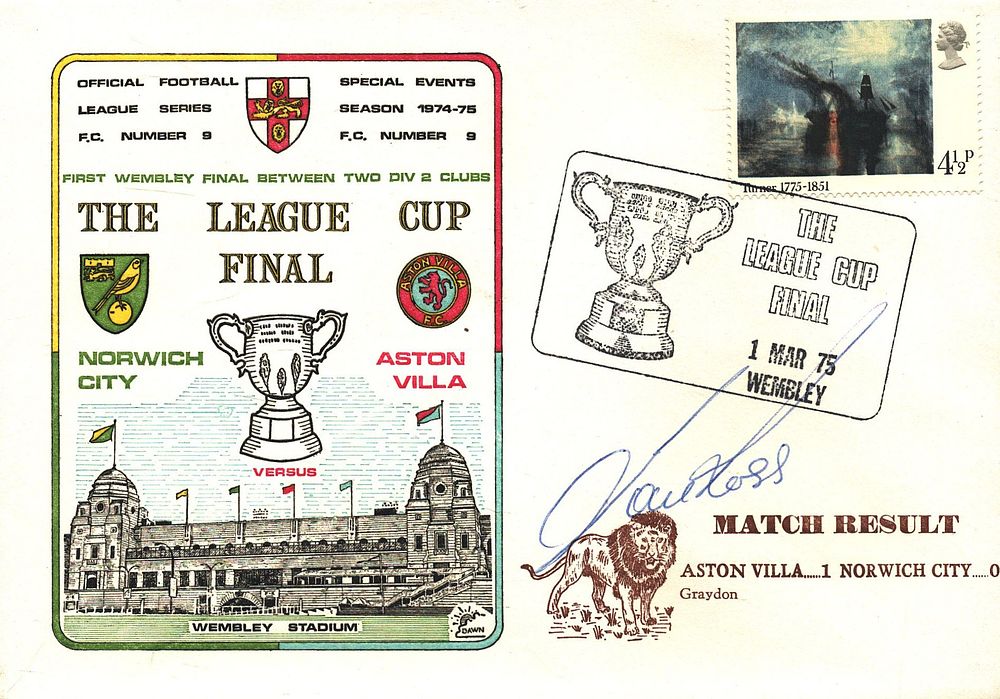 OFFICIAL FOOTBALL
LEAGUE SERIES
F.C. NUMBER 9
SPECIAL EVENTS
SEASON 1974-75
F.C. NUMBER 9
FIRST WEMBLEY FINAL BETWEEN TWO DIV 2 CLUBS
THE LEAGUE CUP
FINAL
ASTON VILLA
F.C.
NORWICH
CITY
ASTON
VILLA
VERSUS
WEMBLEY STADIUM
DAWN
4½P
Turner 1775-1851
THE
LEAGUE CUP
FINAL
1 MAR 75
WEMBLEY
MATCH RESULT
ASTON VILLA......1 NORWICH CITY.....0
Graydon